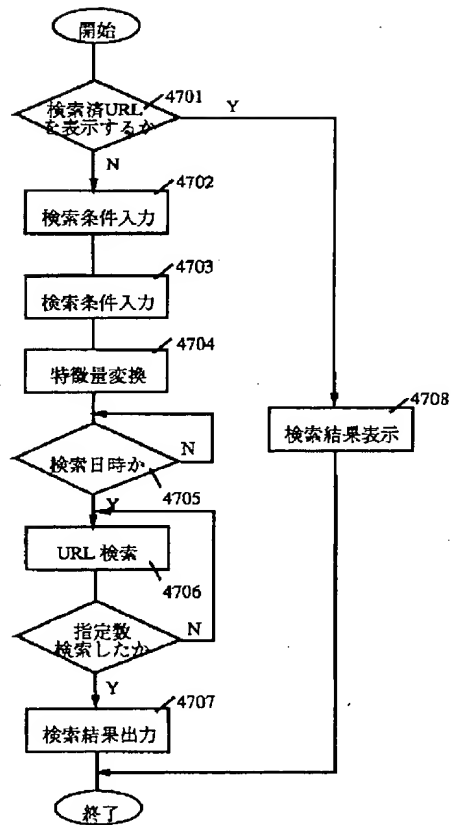 開始
検索済URL
を表示するか
4701
Y
N
4702
検索条件入力
4703
検索条件入力
4704
特徴量変換
4708
検索結果表示
N
検索日時か
4705
Y
URL 検索
4706
指定数
検索したか
N
Y
4707
検索結果出力
終了